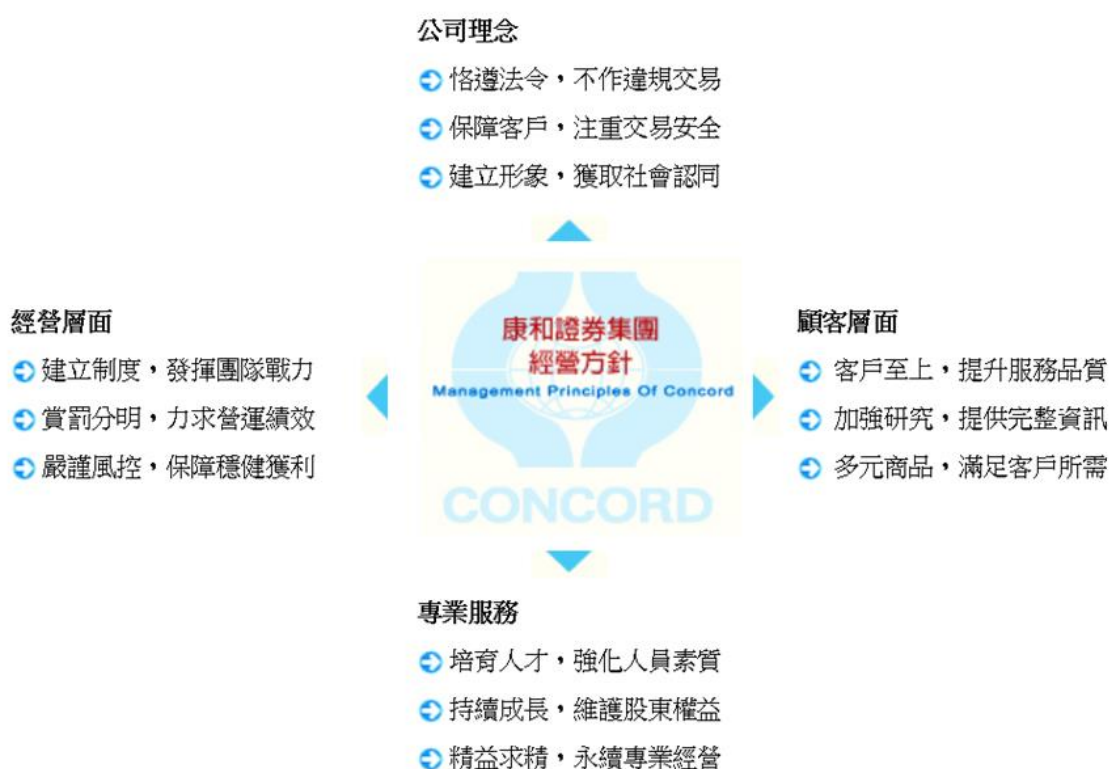 公司理念
恪遵法令，不作違規交易
保障客戶，注重交易安全
建立形象，獲取社會認同
經營層面
建立制度，發揮團隊戰力
賞罰分明，力求營運績效
嚴謹風控，保障穩健獲利
康和證券集團
經營方針
Management Principles Of Concord
CONCORD
顧客層面
客戶至上，提升服務品質
加強研究，提供完整資訊
多元商品，滿足客戶所需
專業服務
培育人才，強化人員素質
持續成長，維護股東權益
精益求精，永續專業經營